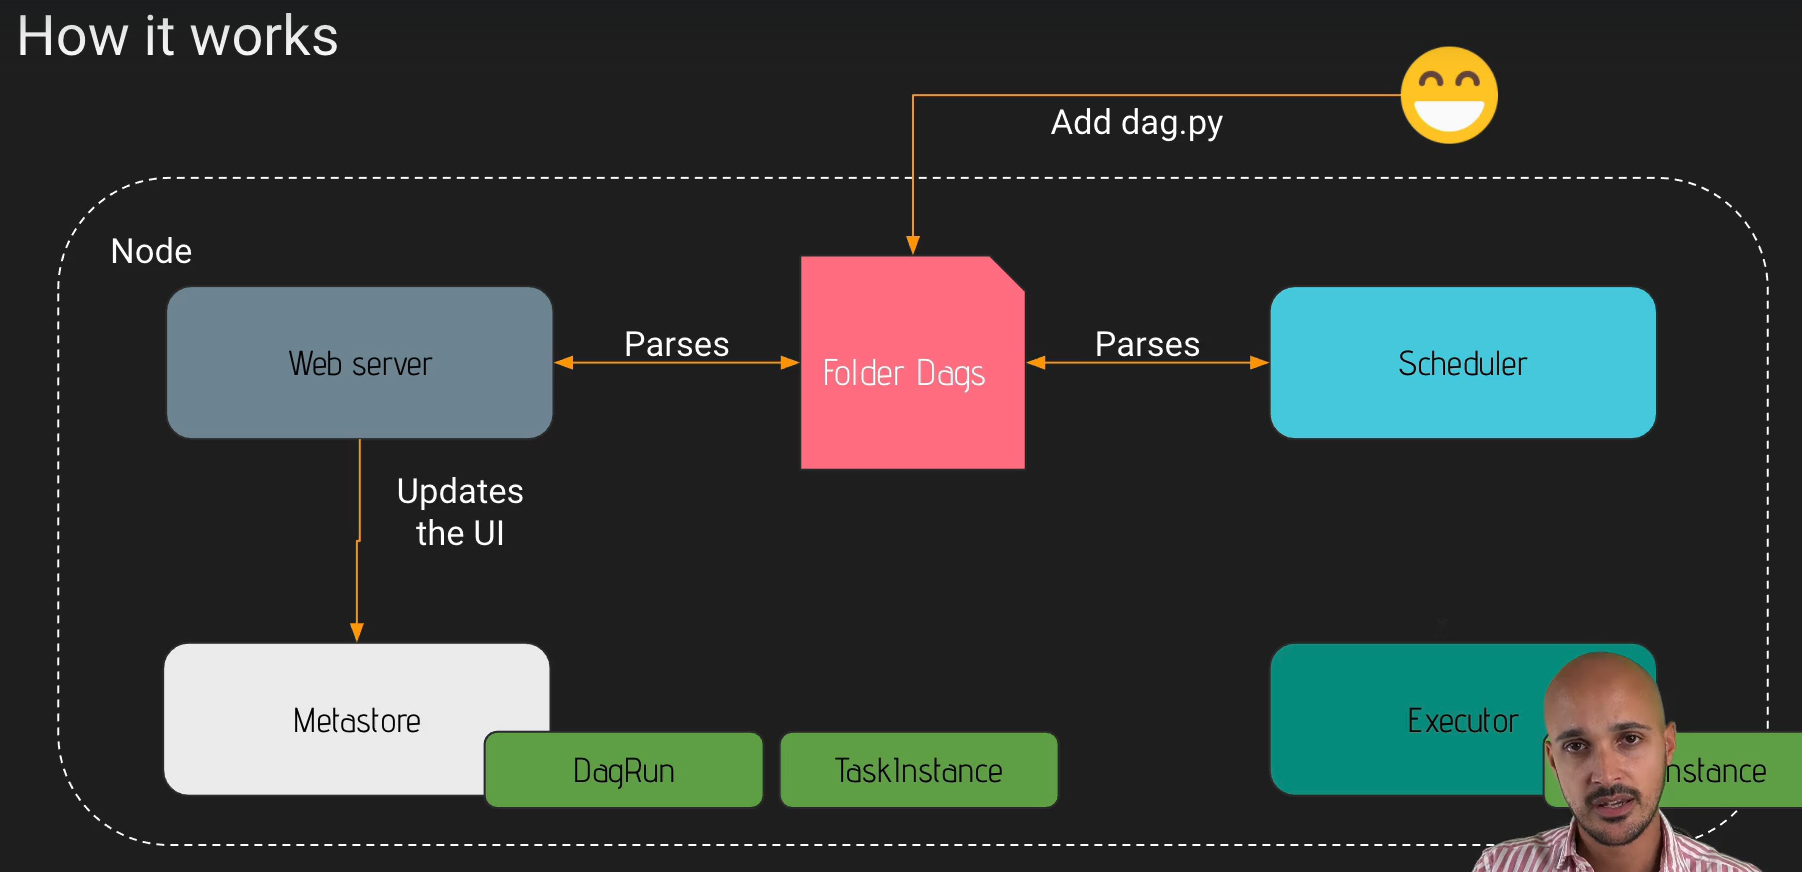 How it works
Add dag.py
Node
Web server
Parses
Folder Dags
Parses
Scheduler
Updates
the UI
Metastore
DagRun
TaskInstance
Executor